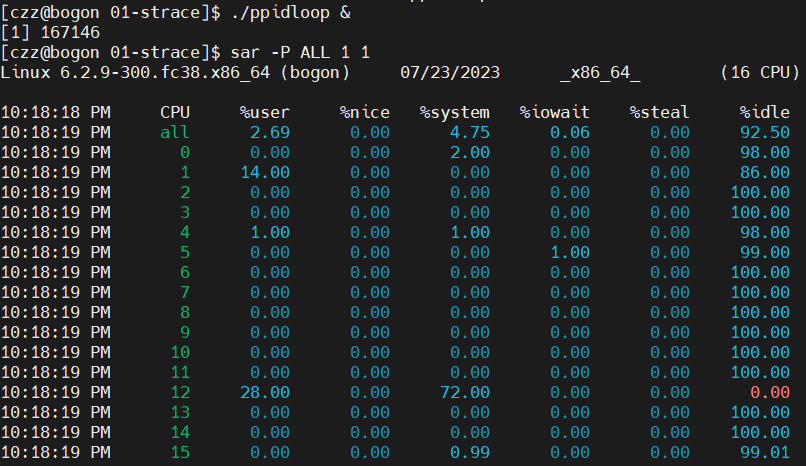 [czz@bogon 01-strace]$ ./ppidloop &
[1] 167146
[czz@bogon 01-strace]$ sar -P ALL 1 1
Linux 6.2.9-300.fc38.x86_64 (bogon) 07/23/2023 _x86_64_ (16 CPU)
10:18:18 PM CPU %user %nice %system %iowait %steal %idle
10:18:19 PM all 2.69 0.00 4.75 0.06 0.00 92.50
10:18:19 PM 0 0.00 0.00 2.00 0.00 0.00 98.00
10:18:19 PM 1 14.00 0.00 0.00 0.00 0.00 86.00
10:18:19 PM 2 0.00 0.00 0.00 0.00 0.00 100.00
10:18:19 PM 3 0.00 0.00 0.00 0.00 0.00 100.00
10:18:19 PM 4 1.00 0.00 1.00 0.00 0.00 98.00
10:18:19 PM 5 0.00 0.00 0.00 1.00 0.00 99.00
10:18:19 PM 6 0.00 0.00 0.00 0.00 0.00 100.00
10:18:19 PM 7 0.00 0.00 0.00 0.00 0.00 100.00
10:18:19 PM 8 0.00 0.00 0.00 0.00 0.00 100.00
10:18:19 PM 9 0.00 0.00 0.00 0.00 0.00 100.00
10:18:19 PM 10 0.00 0.00 0.00 0.00 0.00 100.00
10:18:19 PM 11 0.00 0.00 0.00 0.00 0.00 100.00
10:18:19 PM 12 28.00 0.00 72.00 0.00 0.00 0.00
10:18:19 PM 13 0.00 0.00 0.00 0.00 0.00 100.00
10:18:19 PM 14 0.00 0.00 0.00 0.00 0.00 100.00
10:18:19 PM 15 0.00 0.00 0.99 0.00 0.00 99.01